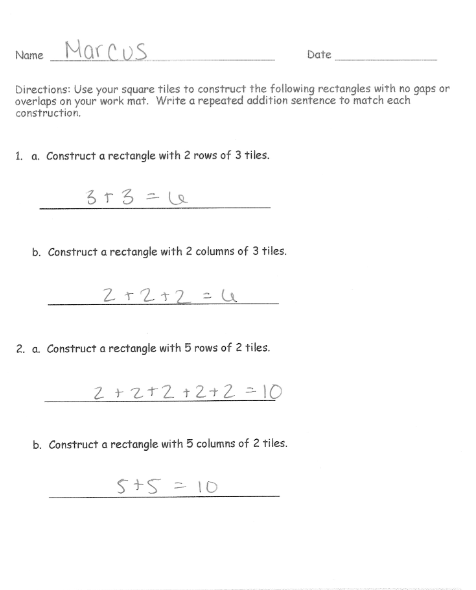 Name Marcus Date
Directions: Use your square tiles to construct the following rectangles with no gaps or
overlaps on your work mat. Write a repeated addition sentence to match each
construction.
1. a. Construct a rectangle with 2 rows of 3 tiles.
3 + 3 = 6
b. Construct a rectangle with 2 columns of 3 tiles.
2 + 2 + 2 = 6
2. a. Construct a rectangle with 5 rows of 2 tiles.
2 + 2 + 2 + 2 + 2 = 10
b. Construct a rectangle with 5 columns of 2 tiles.
5 + 5 = 10